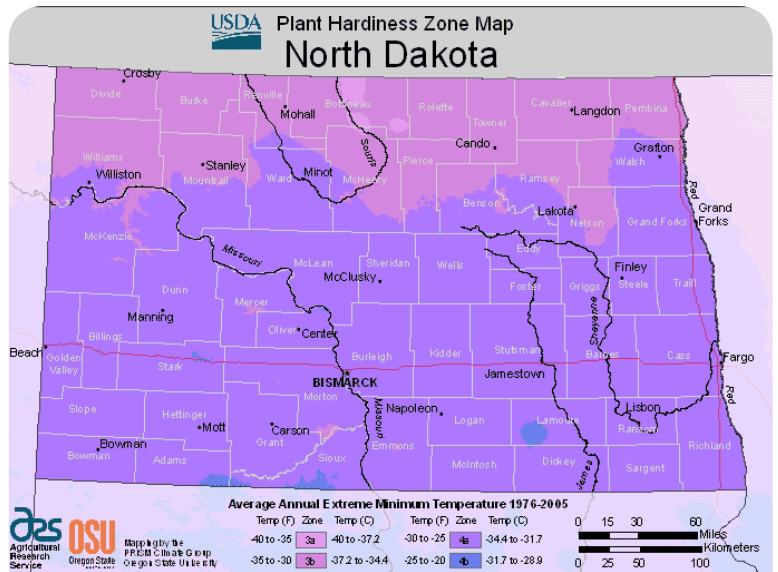 USDA Plant Hardiness Zone Map
North Dakota
Crosby
Divide
Burke
Renville
Mohall
Bottineau
Rolette
Towner
Cavalier
Langdon
Pembina
Cando
Souris
Pierce
Williams
Stanley
Williston
Mountrail
Ward
Minot
McHenry
Ramsey
Grafton
Walsh
Red
Benson
Lakota
Nelson
Grand Forks
Grand
Forks
McKenzie
Missouri
McLean
Sheridan
McClusky
Wells
Eddy
Foster
Griggs
Finley
Steele
Traill
Dunn
Mercer
Manning
Oliver
Center
Sheyenne
Billings
Beach
Golden
Valley
Stark
Burleigh
Kidder
Stutsman
Barnes
Cass
Fargo
BISMARCK
Morton
Jamestown
Red
Slope
Hettinger
Mott
Carson
Grant
Missouri
Napoleon
Logan
Lamoure
Lisbon
Ransom
Richland
Bowman
Bowman
Adams
Sioux
Emmons
McIntosh
Dickey
James
Sargent
Average Annual Extreme Minimum Temperature 1976-2005
Temp (F) Zone Temp (C) Temp (F) Zone Temp (C)
-40 to -35 3a -40 to -37.2 -30 to -25 4a -34.4 to -31.7
-35 to -30 3b -37.2 to -34.4 -25 to -20 4b -31.7 to -28.9
0 15 30 60
Miles
Kilometers
0 25 50 100
ars
Agricultural
Research
Service
OSU
Oregon State
Mapping by the
PRISM Climate Group
Oregon State University